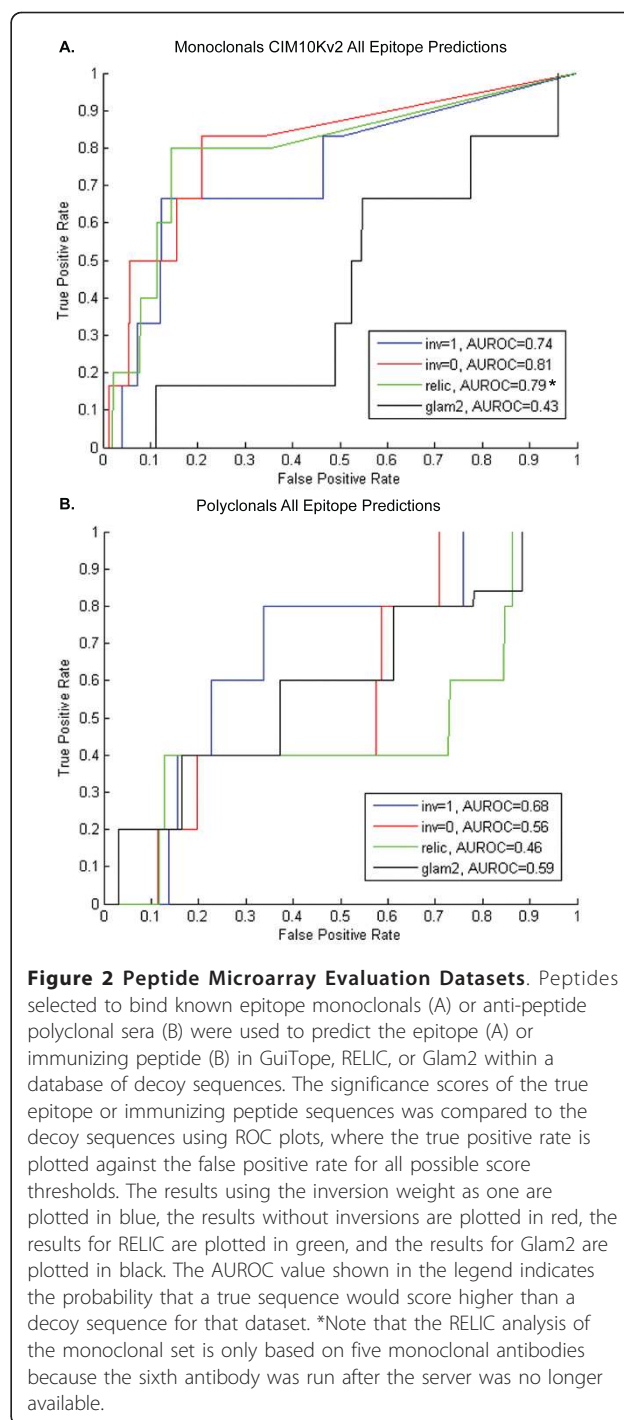 A. Monoclonals CIM10Kv2 All Epitope Predictions
1
0.9
0.8
0.7
0.6
0.5
0.4
0.3
0.2
0.1
0
True Positive Rate
inv=1, AUROC=0.74
inv=0, AUROC=0.81
relic, AUROC=0.79*
glam2, AUROC=0.43
0 0.1 0.2 0.3 0.4 0.5 0.6 0.7 0.8 0.9 1
False Positive Rate
B. Polyclonals All Epitope Predictions
1
0.9
0.8
0.7
0.6
0.5
0.4
0.3
0.2
0.1
0
True Positive Rate
inv=1, AUROC=0.68
inv=0, AUROC=0.56
relic, AUROC=0.46
glam2, AUROC=0.59
0 0.1 0.2 0.3 0.4 0.5 0.6 0.7 0.8 0.9 1
False Positive Rate
Figure 2 Peptide Microarray Evaluation Datasets. Peptides
selected to bind known epitope monoclonals (A) or anti-peptide
polyclonal sera (B) were used to predict the epitope (A) or
immunizing peptide (B) in GuiTope, RELIC, or Glam2 within a
database of decoy sequences. The significance scores of the true
epitope or immunizing peptide sequences was compared to the
decoy sequences using ROC plots, where the true positive rate is
plotted against the false positive rate for all possible score
thresholds. The results using the inversion weight as one are
plotted in blue, the results without inversions are plotted in red, the
results for RELIC are plotted in green, and the results for Glam2 are
plotted in black. The AUROC value shown in the legend indicates
the probability that a true sequence would score higher than a
decoy sequence for that dataset. *Note that the RELIC analysis of
the monoclonal set is only based on five monoclonal antibodies
because the sixth antibody was run after the server was no longer
available.